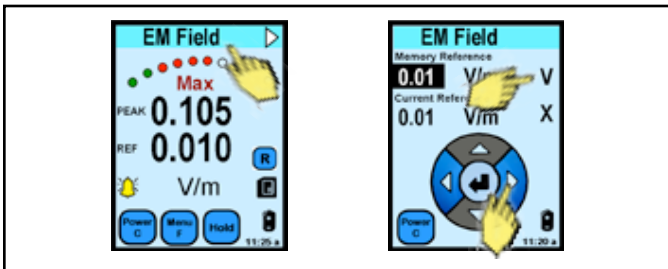 EM Field
Max
PEAK 0.105
REF 0.010
R
V/m
Power C
Menu F
Hold
11:25 a
EM Field
Memory Reference
0.01 V/ V
Current Refer
0.01 V/m X
Power C
11:20 a